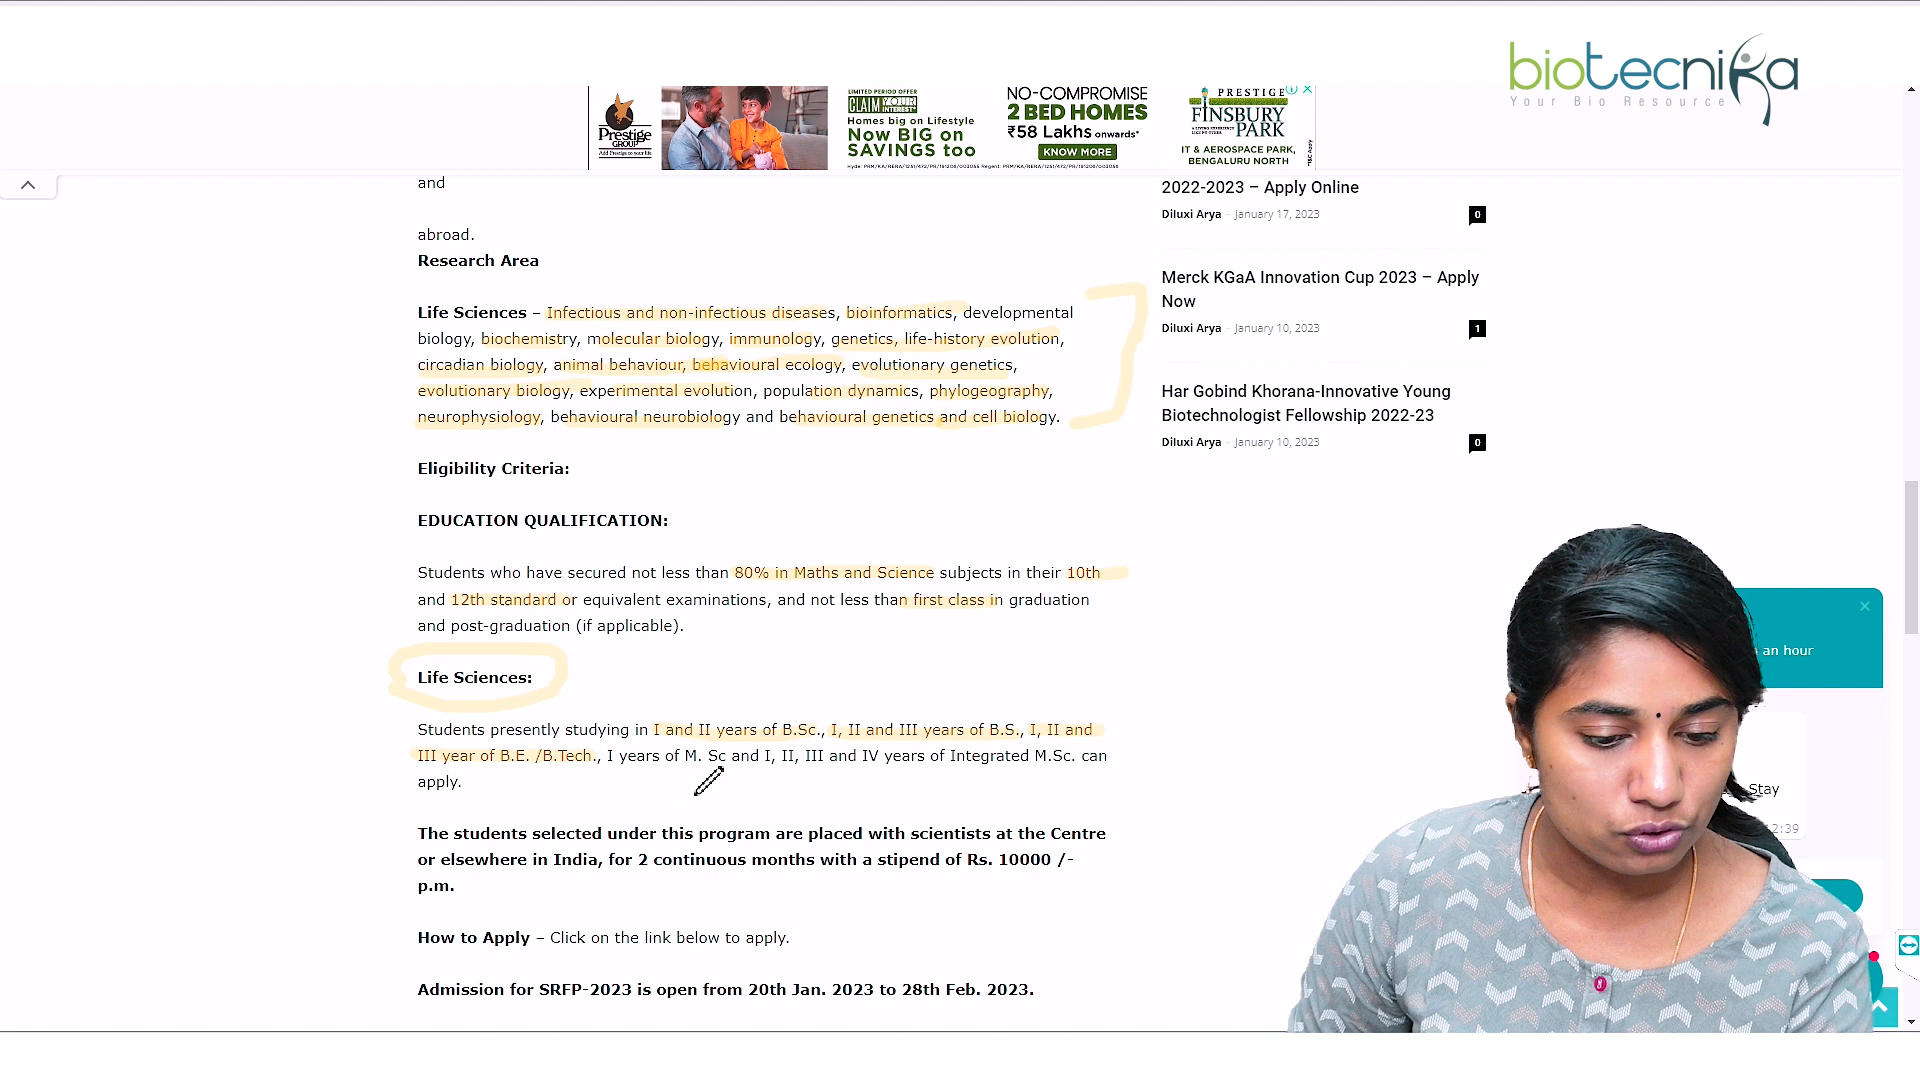 biotecnika
Your Bio Resource
Prestige
GROUP
Add Prestige to your life
LIMITED PERIOD OFFER
CLAIM YOUR INTEREST*
Homes big on Lifestyle
Now BIG on
SAVINGS too
NO-COMPROMISE
2 BED HOMES
₹58 Lakhs onwards*
KNOW MORE
PRESTIGE
FINSBURY
PARK
IT & AEROSPACE PARK,
BENGALURU NORTH
and
abroad.
Research Area
Life Sciences – Infectious and non-infectious diseases, bioinformatics, developmental
biology, biochemistry, molecular biology, immunology, genetics, life-history evolution,
circadian biology, animal behaviour, behavioural ecology, evolutionary genetics,
evolutionary biology, experimental evolution, population dynamics, phylogeography,
neurophysiology, behavioural neurobiology and behavioural genetics and cell biology.
Eligibility Criteria:
EDUCATION QUALIFICATION:
Students who have secured not less than 80% in Maths and Science subjects in their 10th
and 12th standard or equivalent examinations, and not less than first class in graduation
and post-graduation (if applicable).
Life Sciences:
Students presently studying in I and II years of B.Sc., I, II and III years of B.S., I, II and
III year of B.E. /B.Tech., I years of M. Sc and I, II, III and IV years of Integrated M.Sc. can
apply.
The students selected under this program are placed with scientists at the Centre
or elsewhere in India, for 2 continuous months with a stipend of Rs. 10000 /-
p.m.
How to Apply – Click on the link below to apply.
Admission for SRFP-2023 is open from 20th Jan. 2023 to 28th Feb. 2023.
2022-2023 – Apply Online
Diluxi Arya - January 17, 2023
0
Merck KGaA Innovation Cup 2023 – Apply
Now
Diluxi Arya - January 10, 2023
1
Har Gobind Khorana-Innovative Young
Biotechnologist Fellowship 2022-23
Diluxi Arya - January 10, 2023
0
an hour
Stay
12:39